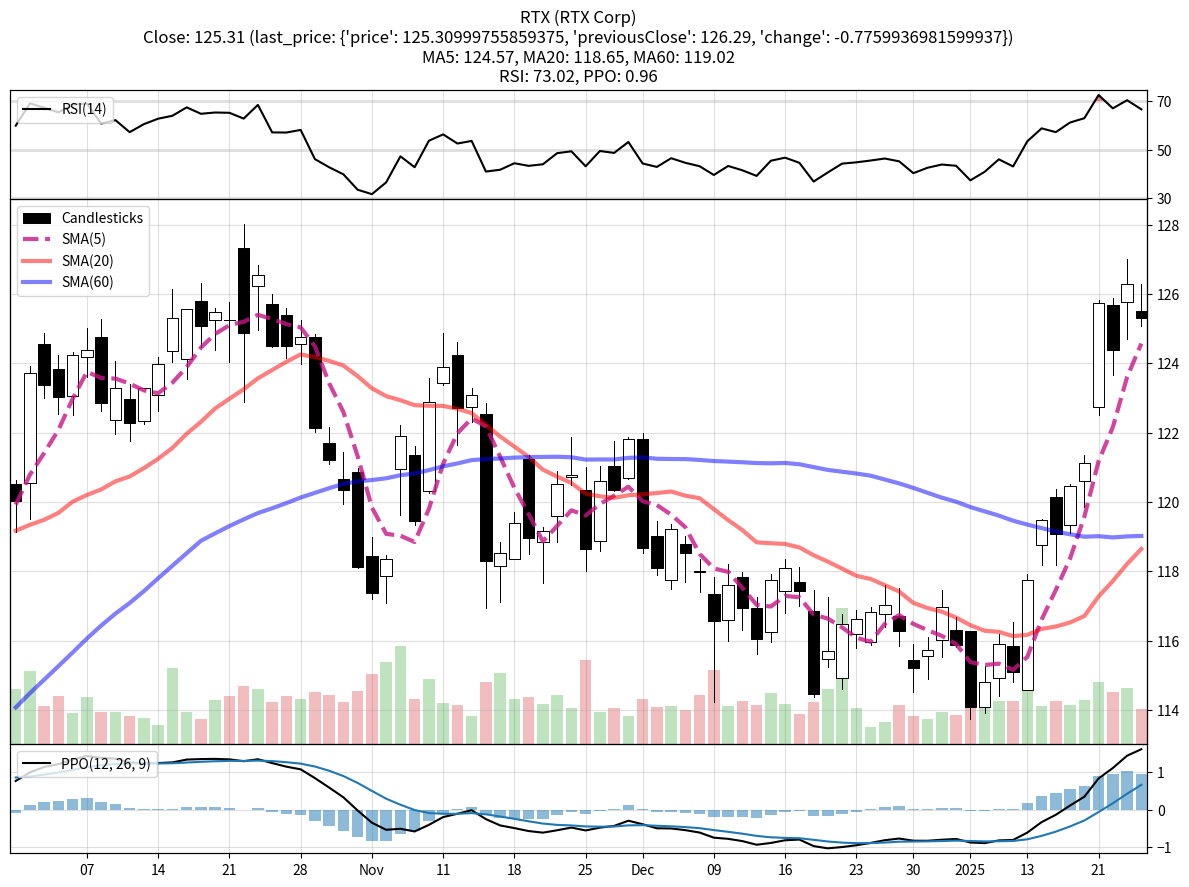 RTX (RTX Corp)
Close: 125.31 (last_price: {'price': 125.30999755859375, 'previousClose': 126.29, 'change': -0.7759936981599937})
MA5: 124.57, MA20: 118.65, MA60: 119.02
RSI: 73.02, PPO: 0.96
RSI(14)
70
50
30
Candlesticks
SMA(5)
SMA(20)
SMA(60)
128
126
124
122
120
118
116
114
PPO(12, 26, 9)
1
0
−1
07 14 21 28 Nov 11 18 25 Dec 09 16 23 30 2025 13 21